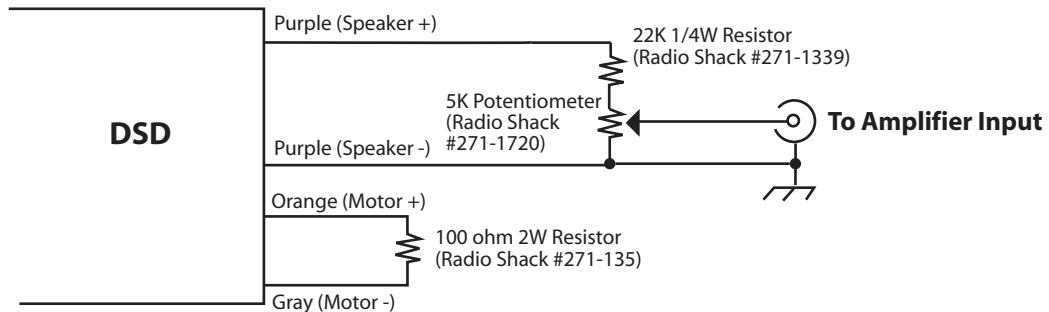 Purple (Speaker +)
22K 1/4W Resistor
(Radio Shack #271-1339)
5K Potentiometer
(Radio Shack
#271-1720)
DSD
To Amplifier Input
Purple (Speaker -)
Orange (Motor +)
100 ohm 2W Resistor
(Radio Shack #271-135)
Gray (Motor -)